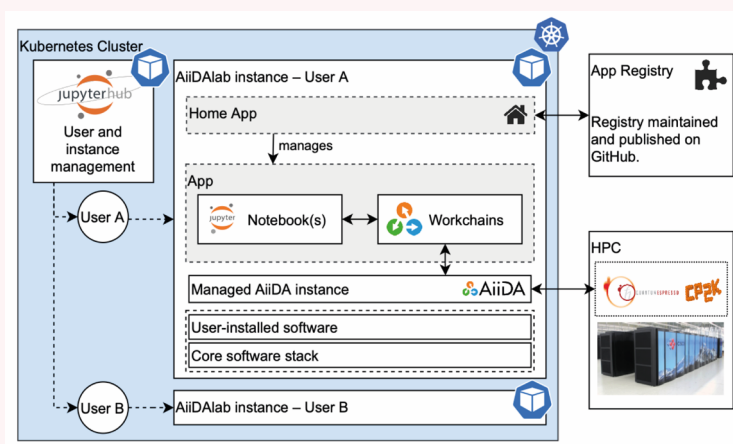 Kubernetes Cluster
jupyterhub
User and
instance
management
User A
User B
AiiDAlab instance – User A
Home App
manages
App
jupyter
Notebook(s)
Workchains
Managed AiiDA instance
AiiDA
User-installed software
Core software stack
AiiDAlab instance – User B
App Registry
Registry maintained
and published on
GitHub.
HPC
QUANTUMESPRESSO
CP2K